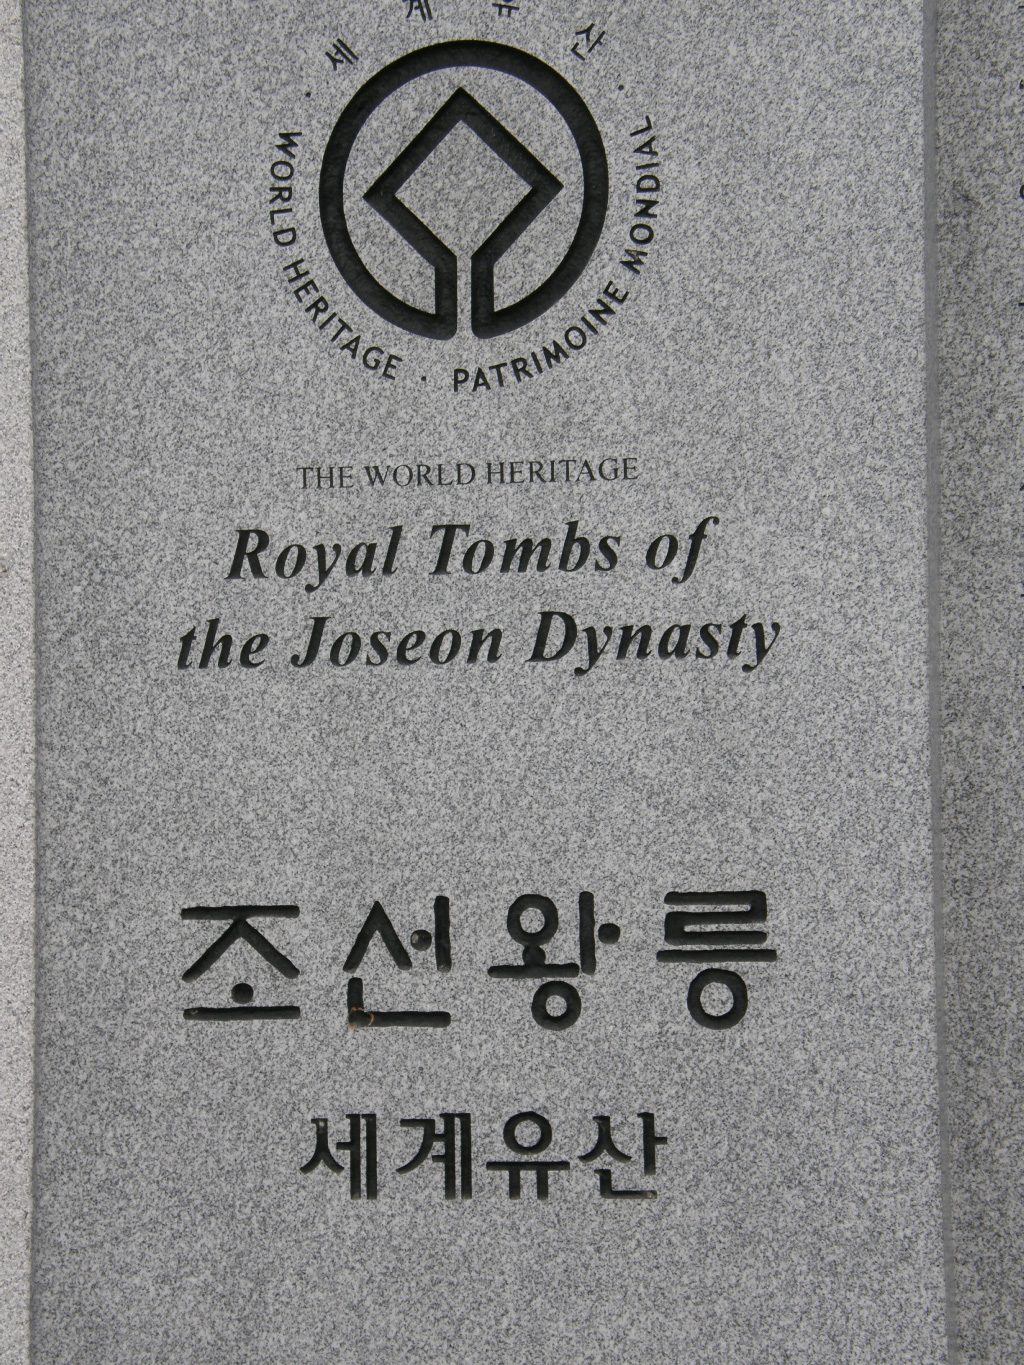 세계유산
WORLD HERITAGE · PATRIMOINE MONDIAL
THE WORLD HERITAGE
Royal Tombs of
the Joseon Dynasty
조선왕릉
세계유산